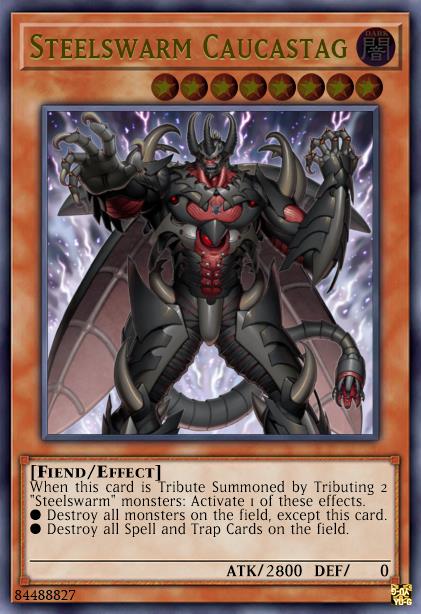 STEELSWARM CAUCASTAG
DARK
闇
[FIEND/EFFECT]
When this card is Tribute Summoned by Tributing 2
"Steelswarm" monsters: Activate 1 of these effects.
● Destroy all monsters on the field, except this card.
● Destroy all Spell and Trap Cards on the field.
ATK/2800 DEF/ 0
84488827